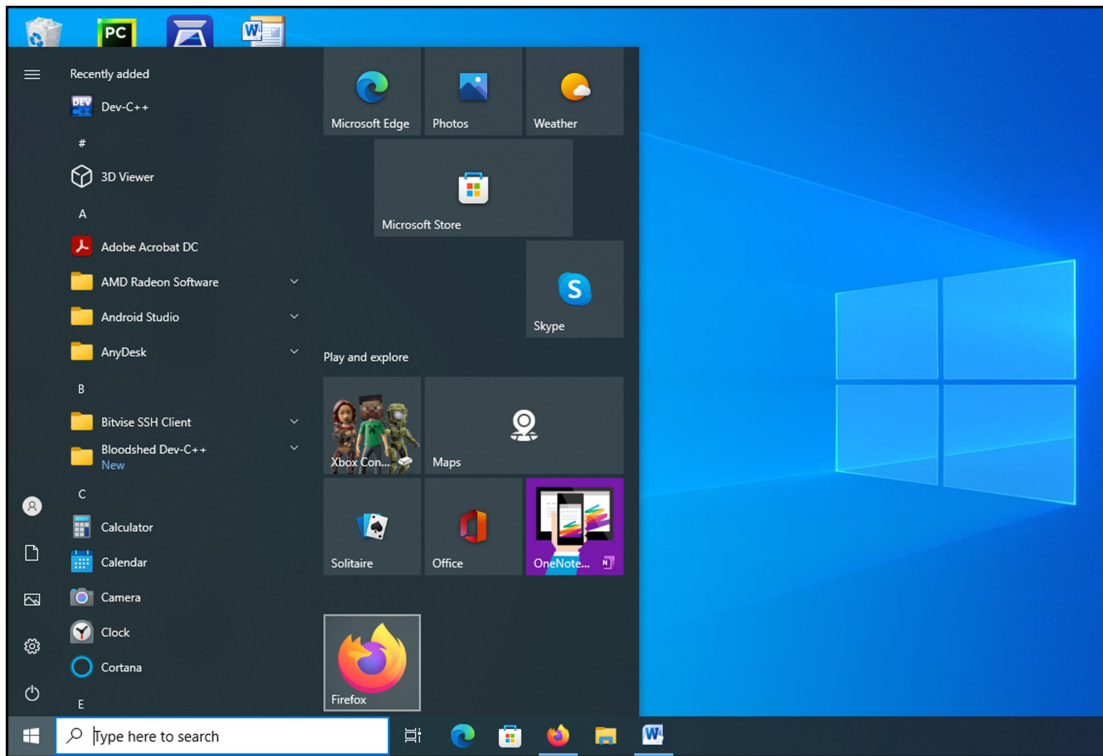 PC
W
Recently added
DEV
C++
Dev-C++
#
3D Viewer
A
Adobe Acrobat DC
AMD Radeon Software
Android Studio
AnyDesk
B
Bitvise SSH Client
Bloodshed Dev-C++
New
C
Calculator
Calendar
Camera
Clock
Cortana
E
Microsoft Edge
Photos
Weather
Microsoft Store
S
Skype
Play and explore
Xbox Con...
Maps
Solitaire
Office
OneNote...
N
Firefox
Type here to search
W